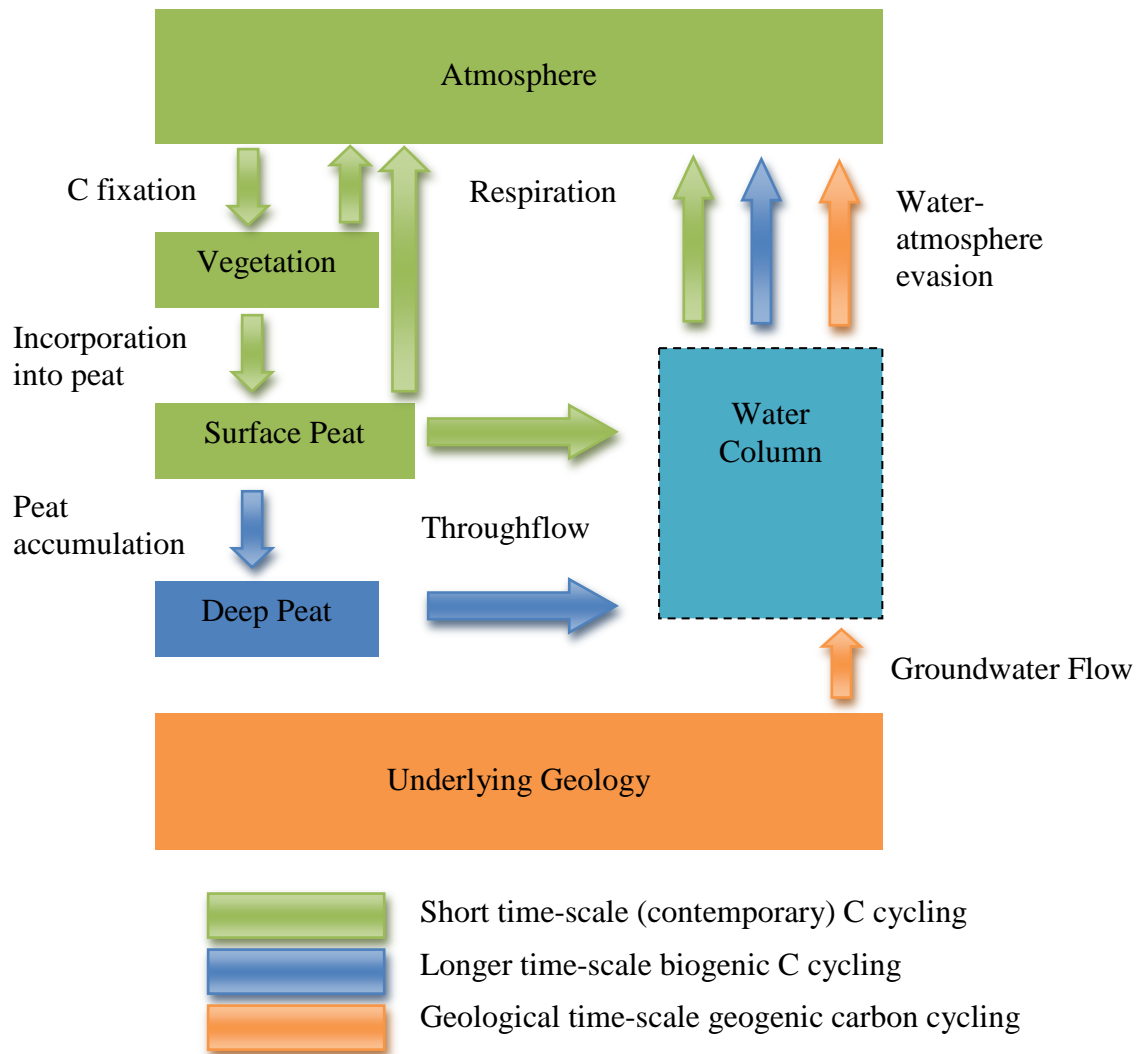 Atmosphere
C fixation
Respiration
Water-
atmosphere
evasion
Vegetation
Incorporation
into peat
Surface Peat
Water
Column
Peat
accumulation
Throughflow
Deep Peat
Groundwater Flow
Underlying Geology
Short time-scale (contemporary) C cycling
Longer time-scale biogenic C cycling
Geological time-scale geogenic carbon cycling